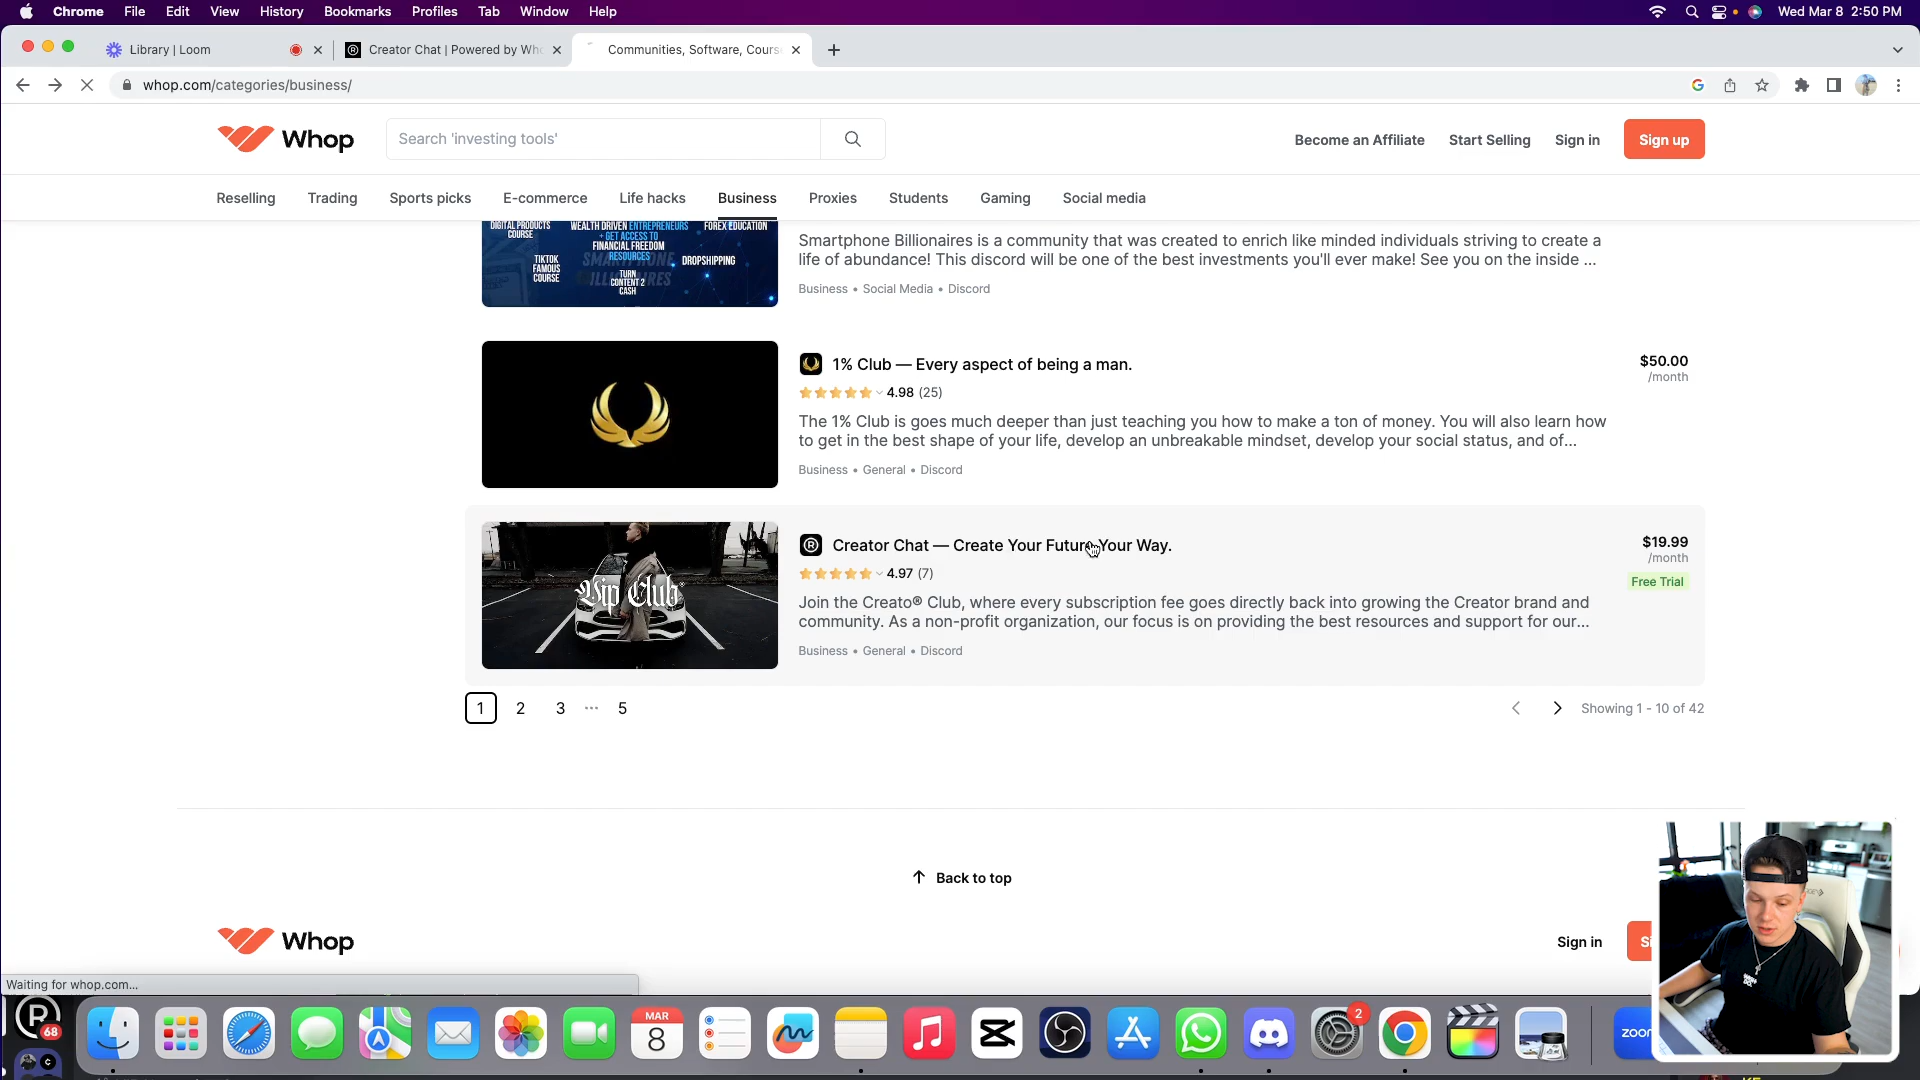 Chrome File Edit View History Bookmarks Profiles Tab Window Help Wed Mar 8 2:50 PM
Library | Loom
Creator Chat | Powered by Who
Communities, Software, Cours
whop.com/categories/business/
Whop
Search 'investing tools'
Become an Affiliate
Start Selling
Sign in
Sign up
Reselling Trading Sports picks E-commerce Life hacks Business Proxies Students Gaming Social media
DIGITAL PRODUCTS
COURSE
WEALTH DRIVEN ENTREPRENEURS
+ GET ACCESS TO
FINANCIAL FREEDOM
RESOURCES
FOREX EDUCATION
TIKTOK
FAMOUS
COURSE
DROPSHIPPING
TURN
CONTENT 2
CASH
Smartphone Billionaires is a community that was created to enrich like minded individuals striving to create a
life of abundance! This discord will be one of the best investments you'll ever make! See you on the inside ...
Business • Social Media • Discord
1% Club — Every aspect of being a man.
$50.00
/month
4.98 (25)
The 1% Club is goes much deeper than just teaching you how to make a ton of money. You will also learn how
to get in the best shape of your life, develop an unbreakable mindset, develop your social status, and of...
Business • General • Discord
Vip Club
Creator Chat — Create Your Future Your Way.
$19.99
/month
Free Trial
4.97 (7)
Join the Creato® Club, where every subscription fee goes directly back into growing the Creator brand and
community. As a non-profit organization, our focus is on providing the best resources and support for our...
Business • General • Discord
1 2 3 ... 5
Showing 1 - 10 of 42
Back to top
Whop
Sign in
Waiting for whop.com...
R
68
C
MAR
8
2
zoom